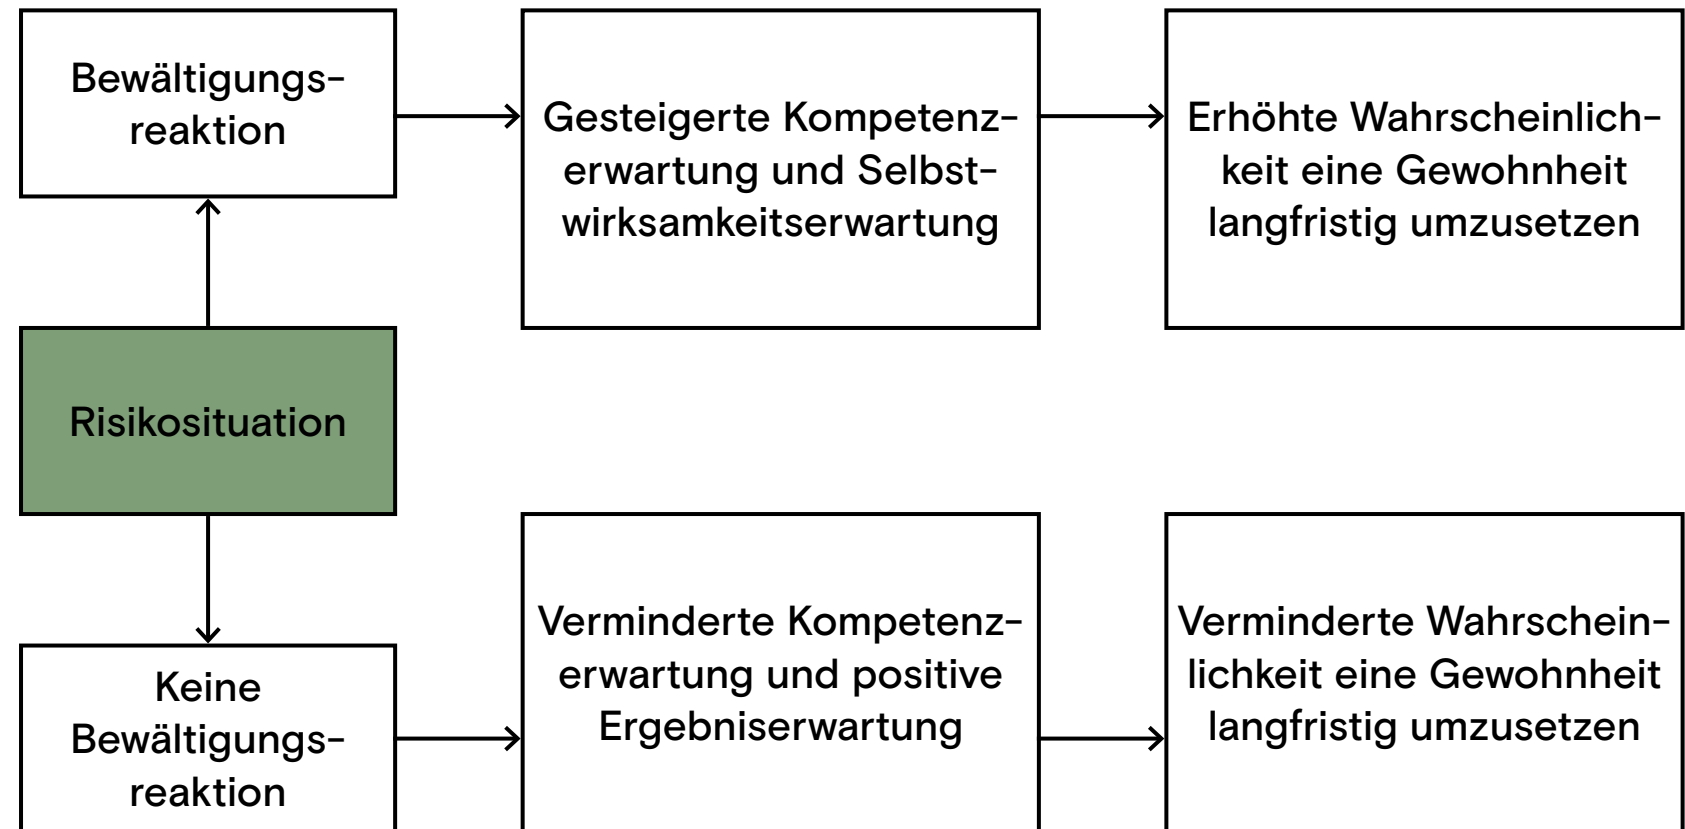 Bewältigungs-
reaktion
Gesteigerte Kompetenz-
erwartung und Selbst-
wirksamkeitserwartung
Erhöhte Wahrscheinlich-
keit eine Gewohnheit
langfristig umzusetzen
Risikosituation
Keine
Bewältigungs-
reaktion
Verminderte Kompetenz-
erwartung und positive
Ergebniserwartung
Verminderte Wahrschein-
lichkeit eine Gewohnheit
langfristig umzusetzen